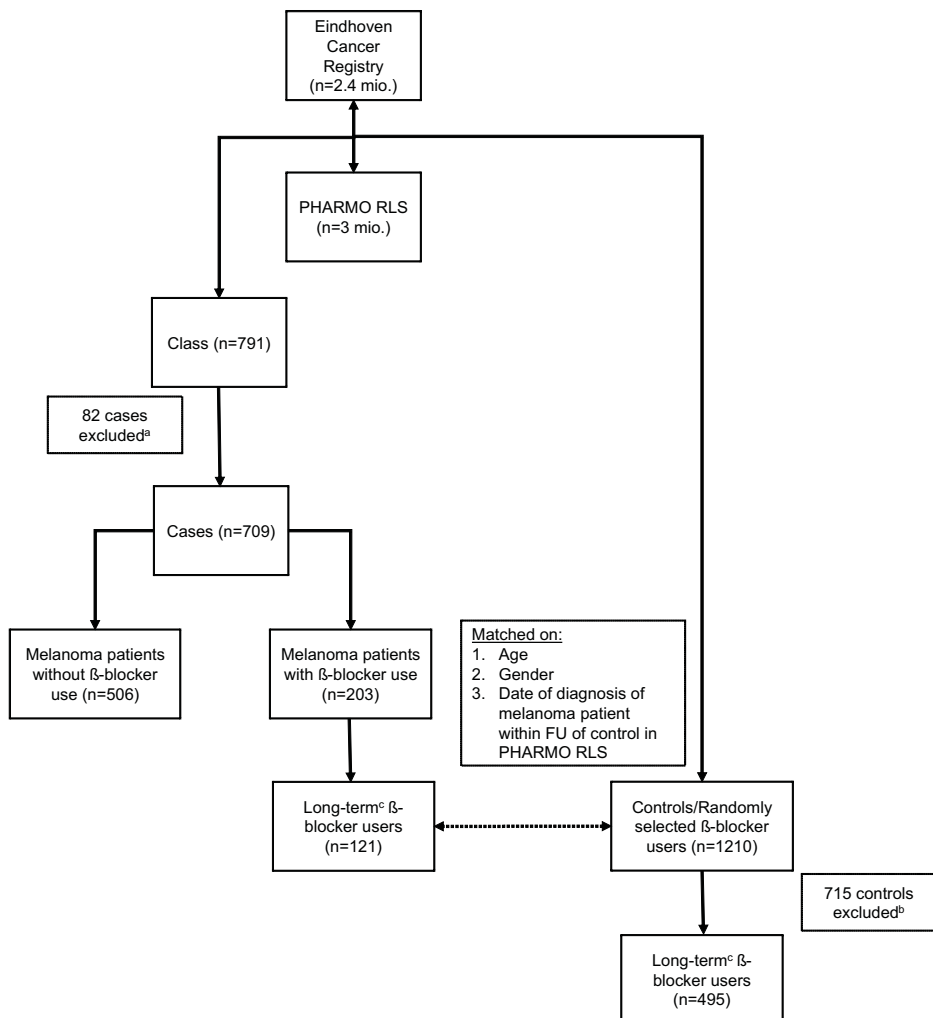 Eindhoven
Cancer
Registry
(n=2.4 mio.)
PHARMO RLS
(n=3 mio.)
Class (n=791)
82 cases
excludedᵃ
Cases (n=709)
Melanoma patients
without ß-blocker
use (n=506)
Melanoma patients
with ß-blocker use
(n=203)
Matched on:
1. Age
2. Gender
3. Date of diagnosis of
melanoma patient
within FU of control in
PHARMO RLS
Long-termᶜ ß-
blocker users
(n=121)
Controls/Randomly
selected ß-blocker
users (n=1210)
715 controls
excludedᵇ
Long-termᶜ ß-
blocker users
(n=495)